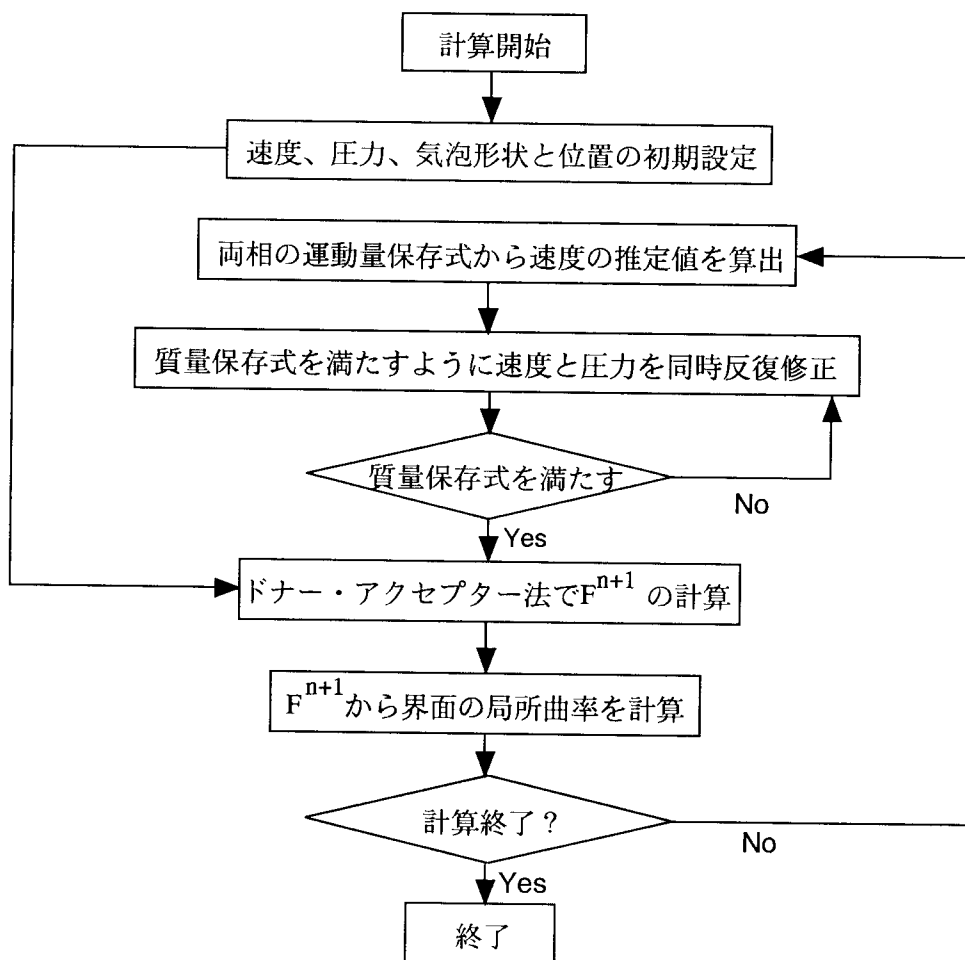 計算開始
速度、圧力、気泡形状と位置の初期設定
両相の運動量保存式から速度の推定値を算出
質量保存式を満たすように速度と圧力を同時反復修正
質量保存式を満たす
No
Yes
ドナー・アクセプター法でF^{n+1} の計算
F^{n+1}から界面の局所曲率を計算
計算終了？
No
Yes
終了